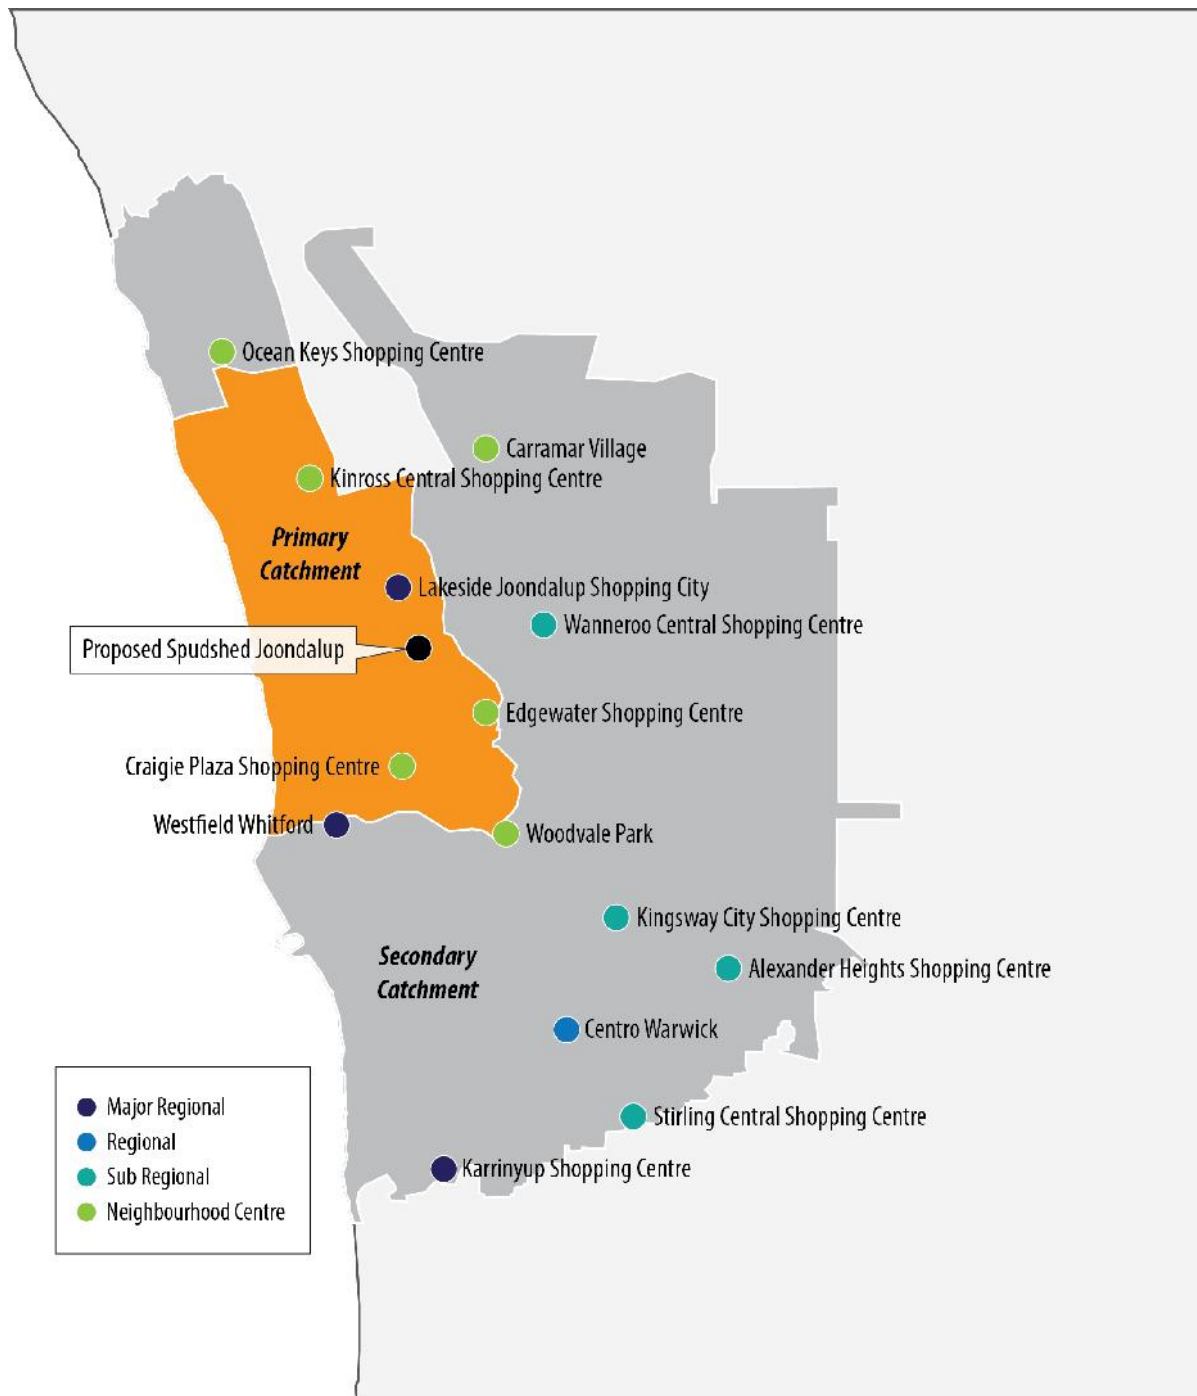 Ocean Keys Shopping Centre
Carramar Village
Kinross Central Shopping Centre
Primary
Catchment
Lakeside Joondalup Shopping City
Wanneroo Central Shopping Centre
Proposed Spudshed Joondalup
Edgewater Shopping Centre
Craigie Plaza Shopping Centre
Westfield Whitford
Woodvale Park
Kingsway City Shopping Centre
Secondary
Catchment
Alexander Heights Shopping Centre
Centro Warwick
Stirling Central Shopping Centre
Karrinyup Shopping Centre
Major Regional
Regional
Sub Regional
Neighbourhood Centre